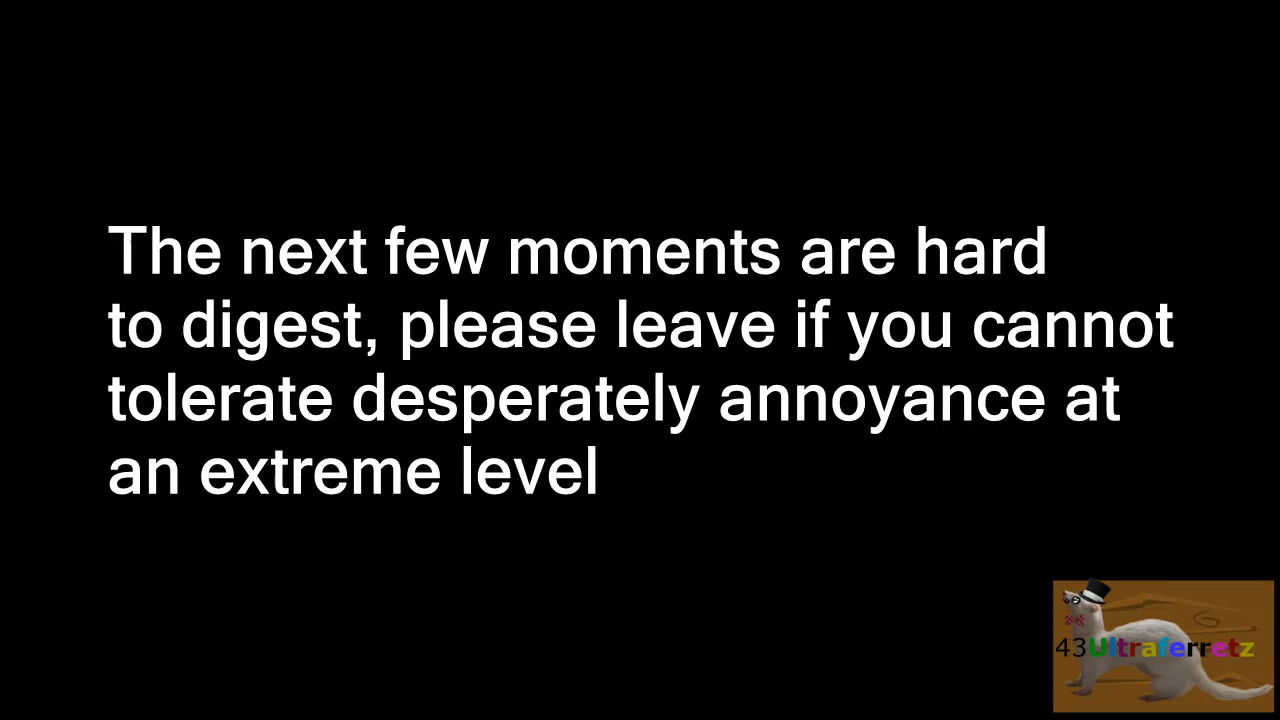 The next few moments are hard
to digest, please leave if you cannot
tolerate desperately annoyance at
an extreme level
43Ultraferretz